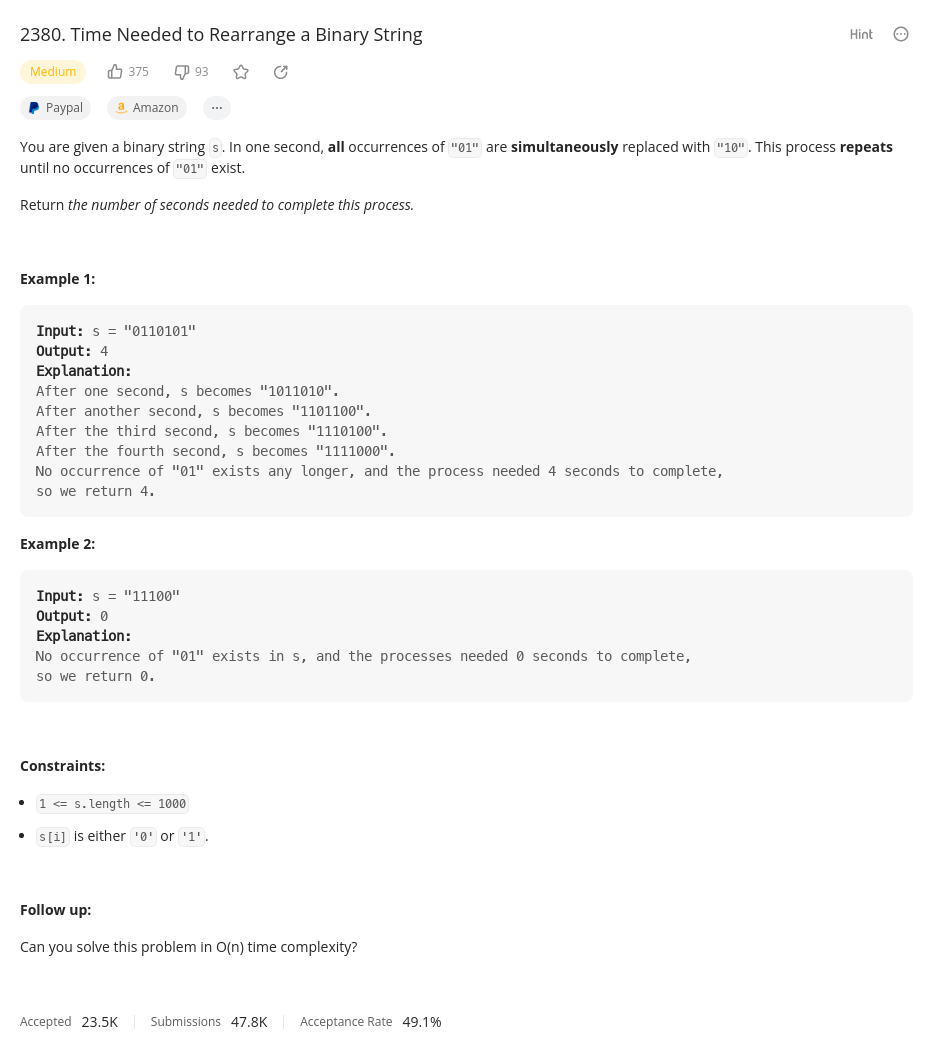 2380. Time Needed to Rearrange a Binary String
Hint
Medium
375
93
Paypal
Amazon
You are given a binary string s. In one second, all occurrences of "01" are simultaneously replaced with "10". This process repeats
until no occurrences of "01" exist.
Return the number of seconds needed to complete this process.
Example 1:
Input: s = "0110101"
Output: 4
Explanation:
After one second, s becomes "1011010".
After another second, s becomes "1101100".
After the third second, s becomes "1110100".
After the fourth second, s becomes "1111000".
No occurrence of "01" exists any longer, and the process needed 4 seconds to complete,
so we return 4.
Example 2:
Input: s = "11100"
Output: 0
Explanation:
No occurrence of "01" exists in s, and the processes needed 0 seconds to complete,
so we return 0.
Constraints:
• 1 <= s.length <= 1000
• s[i] is either '0' or '1'.
Follow up:
Can you solve this problem in O(n) time complexity?
Accepted 23.5K Submissions 47.8K Acceptance Rate 49.1%